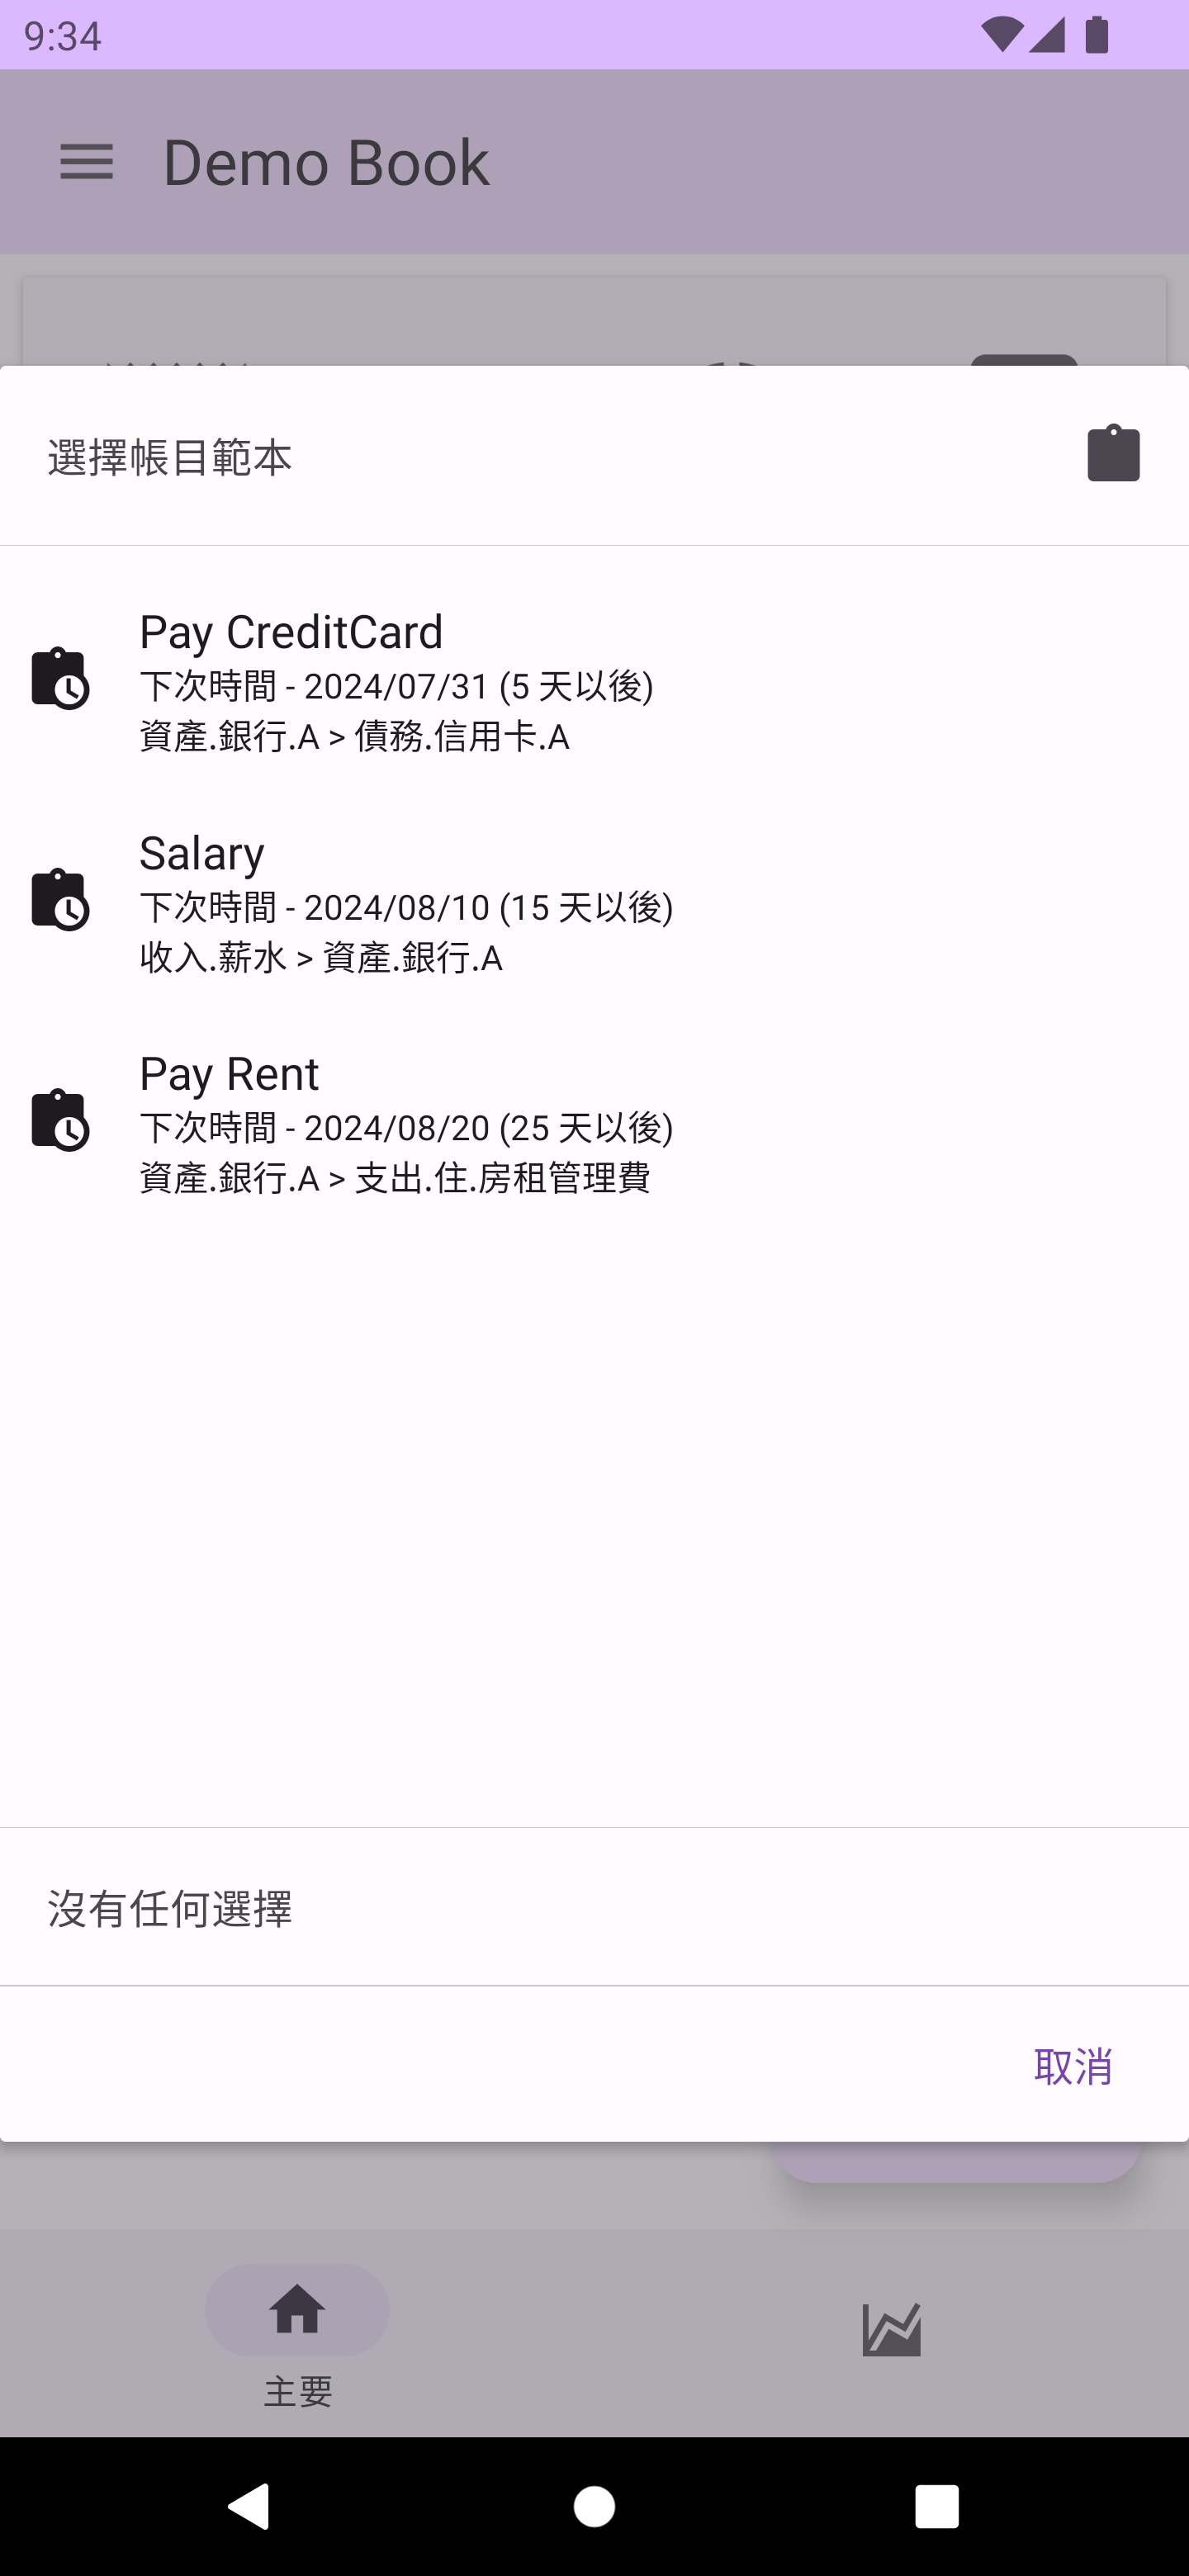 9:34
Demo Book
選擇帳目範本
Pay CreditCard
下次時間 - 2024/07/31 (5 天以後)
資產.銀行.A > 債務.信用卡.A
Salary
下次時間 - 2024/08/10 (15 天以後)
收入.薪水 > 資產.銀行.A
Pay Rent
下次時間 - 2024/08/20 (25 天以後)
資產.銀行.A > 支出.住.房租管理費
沒有任何選擇
取消
主要